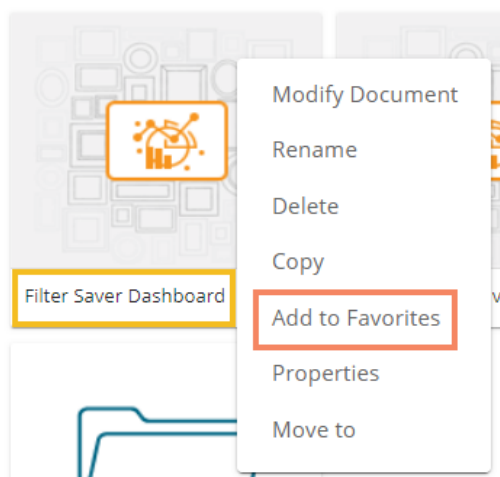 Modify Document
Rename
Delete
Copy
Filter Saver Dashboard
Add to Favorites
Properties
Move to